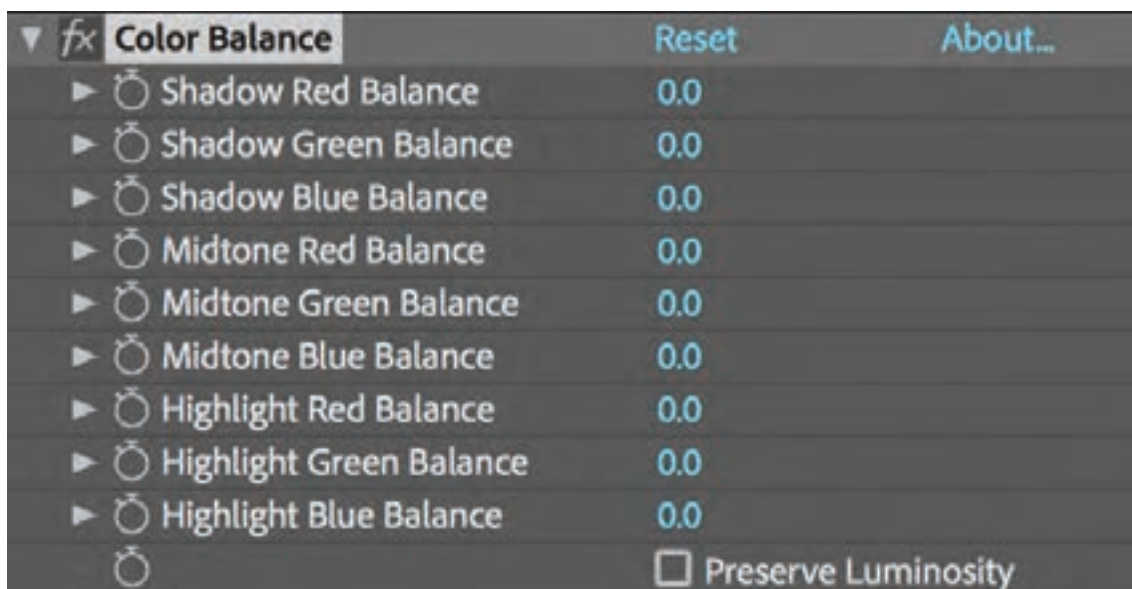 fx Color Balance Reset About...
Shadow Red Balance 0.0
Shadow Green Balance 0.0
Shadow Blue Balance 0.0
Midtone Red Balance 0.0
Midtone Green Balance 0.0
Midtone Blue Balance 0.0
Highlight Red Balance 0.0
Highlight Green Balance 0.0
Highlight Blue Balance 0.0
Preserve Luminosity